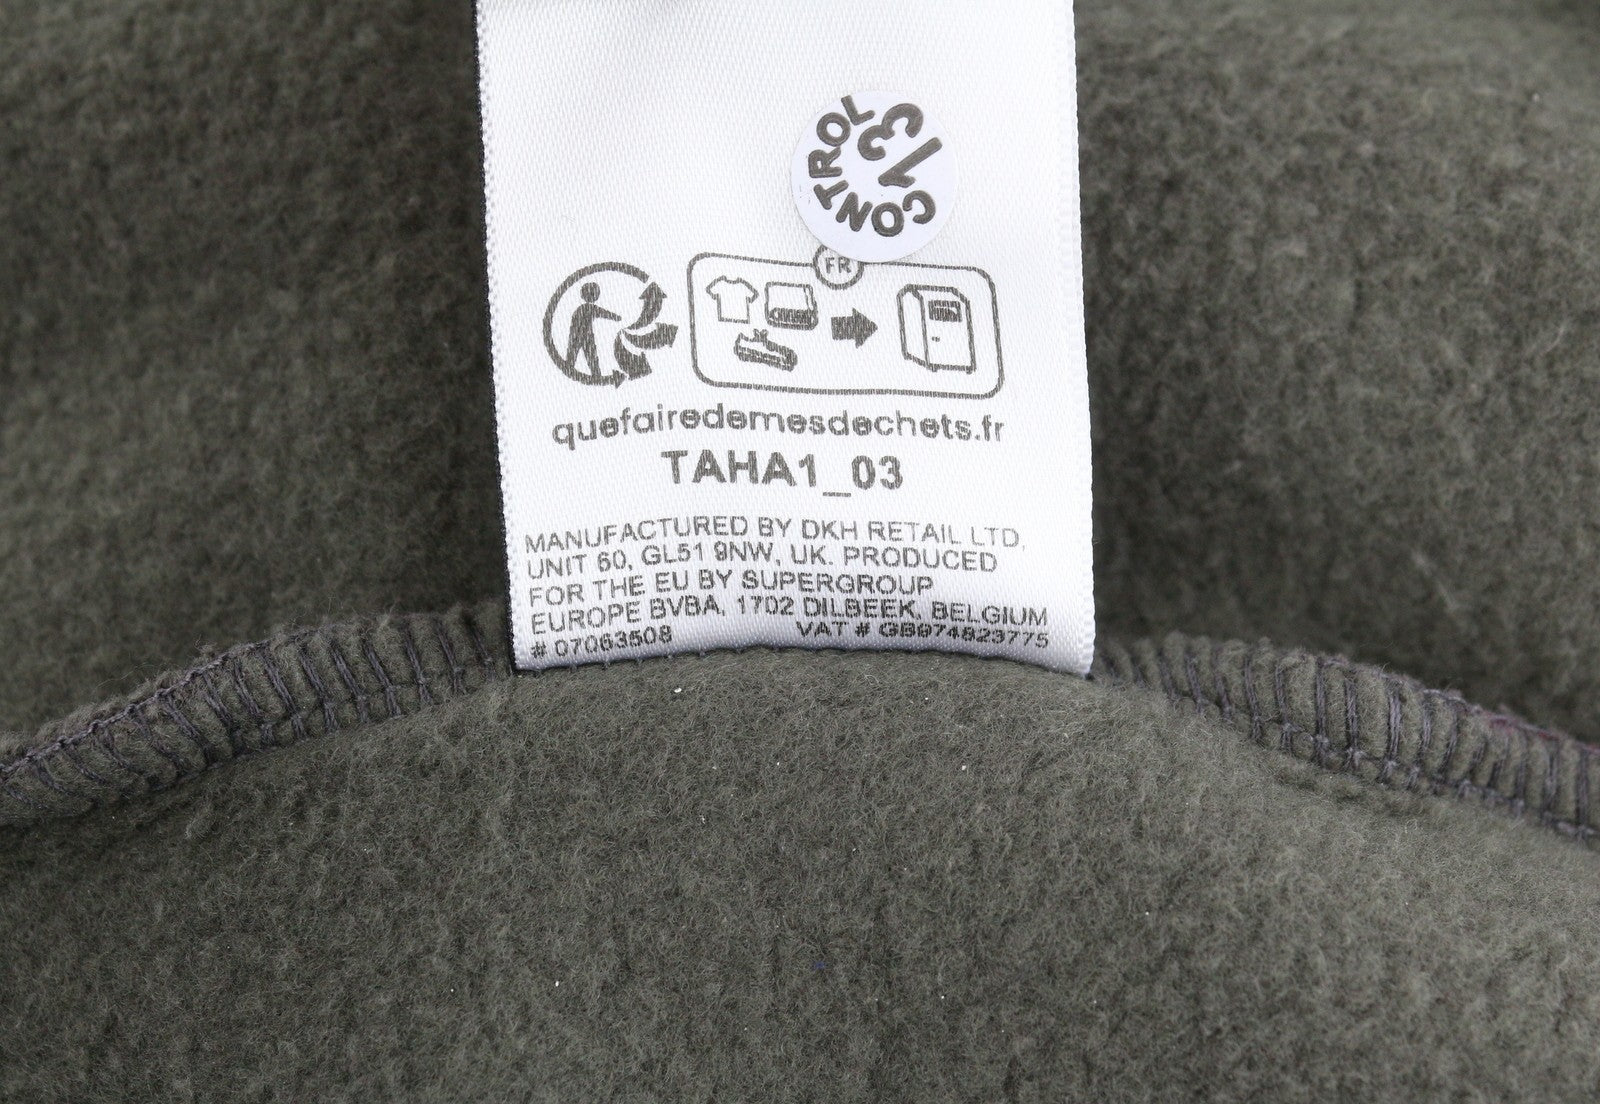 CONTROL
C13
FR
quefairedemesdechets.fr
TAHA1_03
MANUFACTURED BY DKH RETAIL LTD,
UNIT 60, GL51 9NW, UK. PRODUCED
FOR THE EU BY SUPERGROUP
EUROPE BVBA, 1702 DILBEEK, BELGIUM
# 07063508 VAT # GB974823775